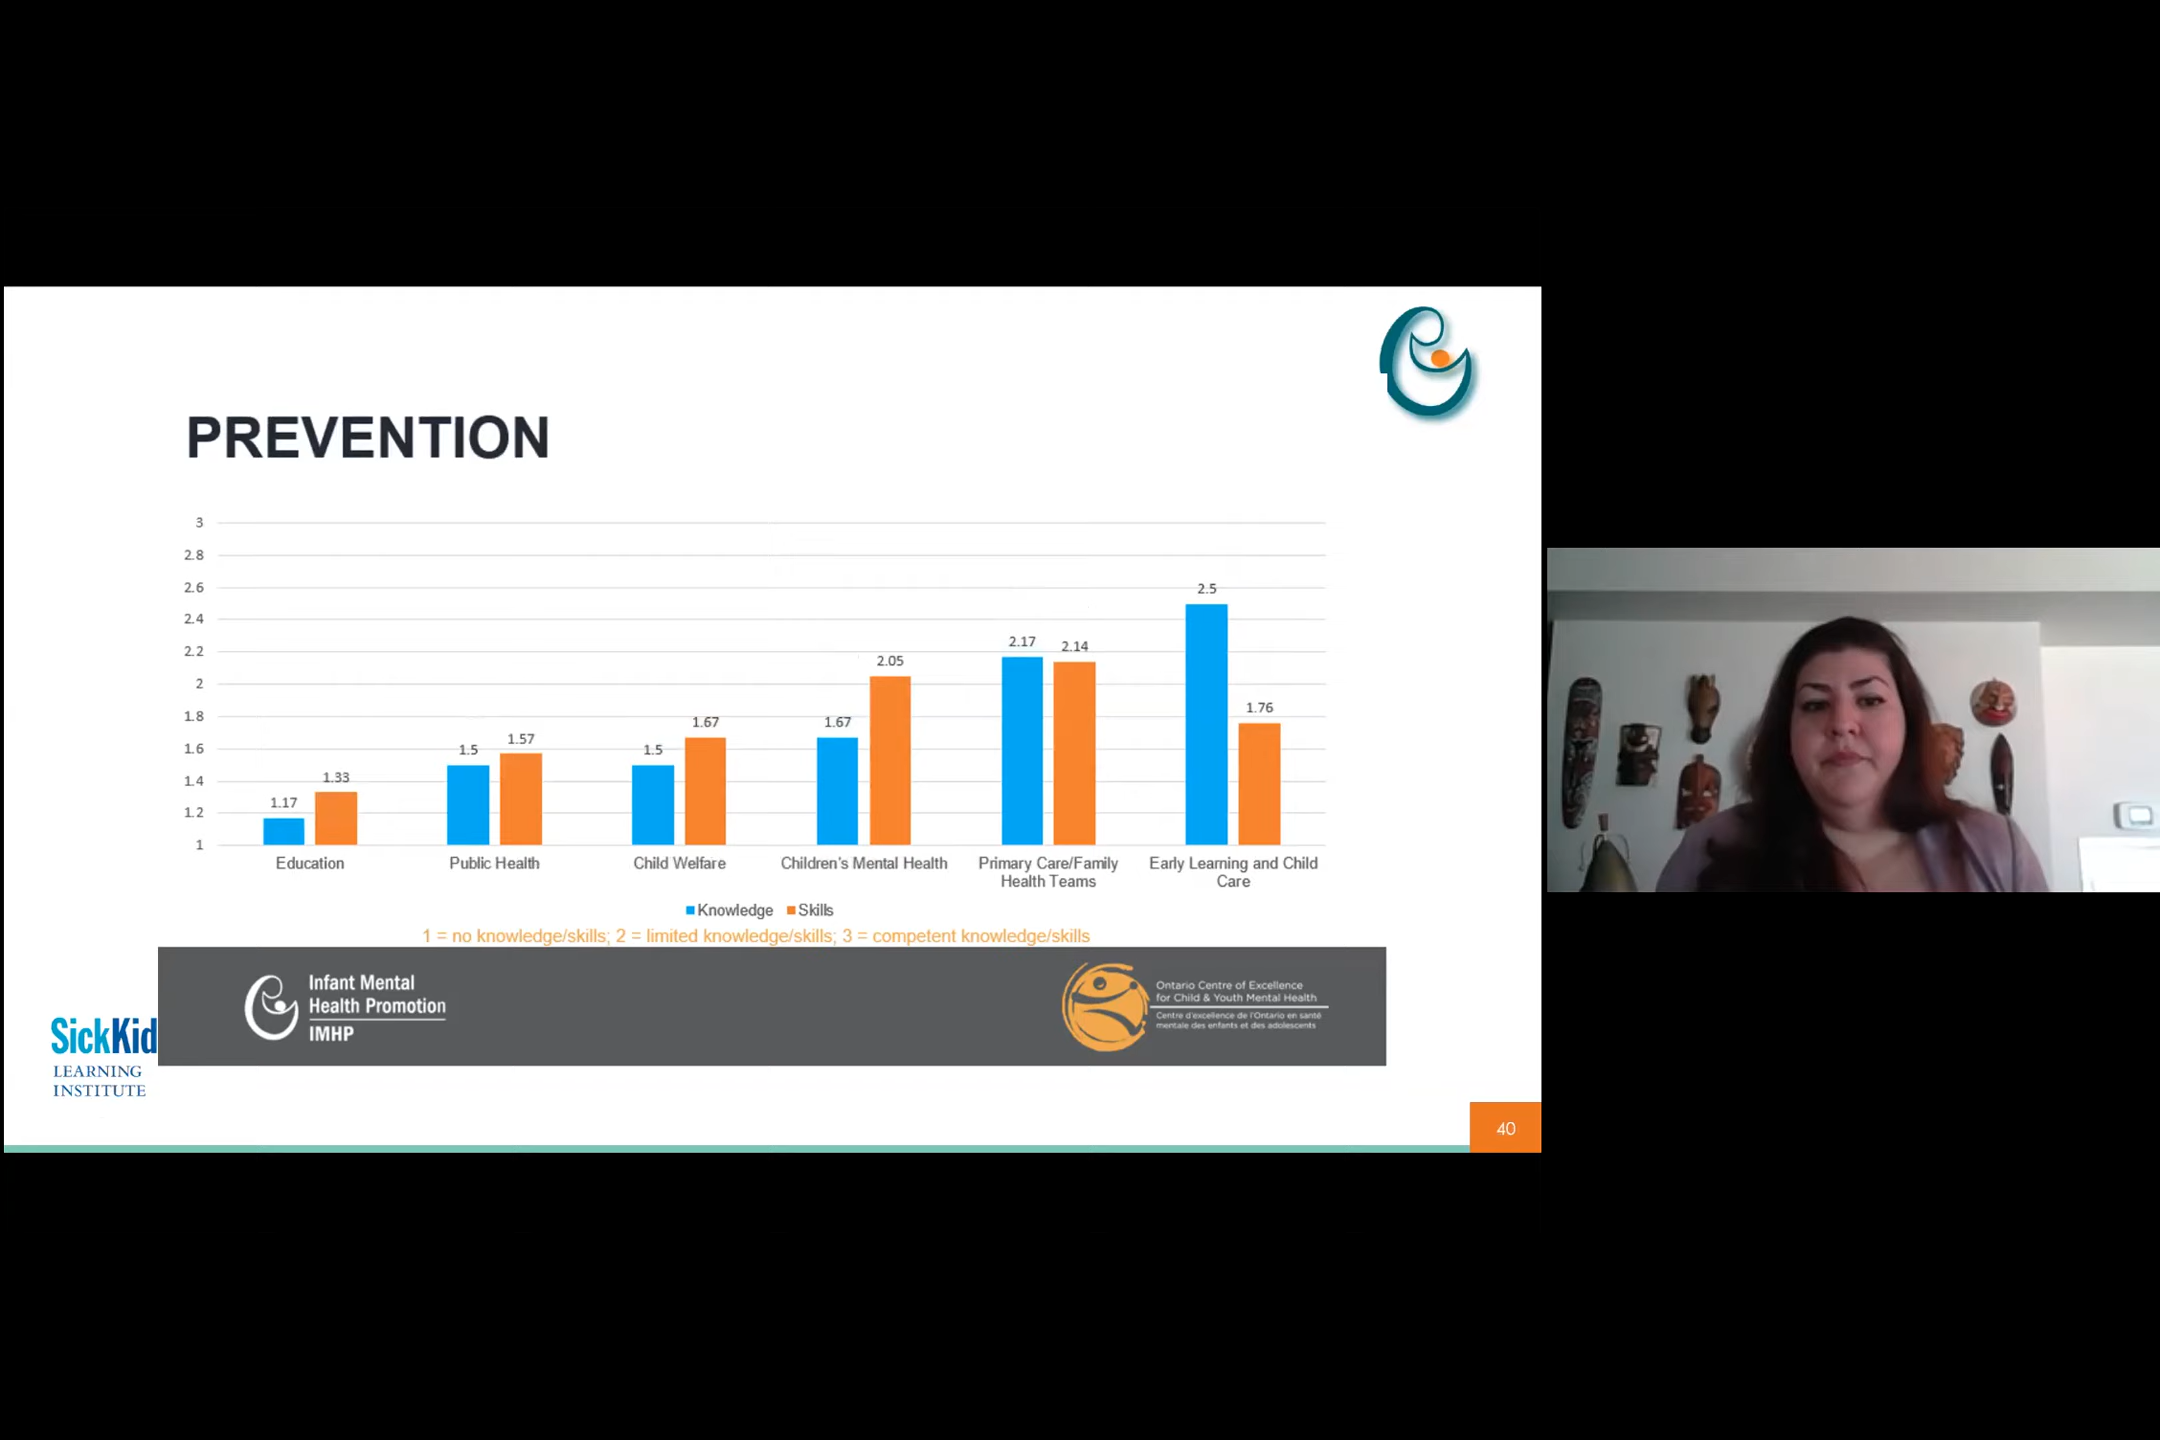 PREVENTION
3
2.8
2.6
2.4
2.2
2
1.8
1.6
1.4
1.2
1
1.17
1.33
1.5
1.57
1.5
1.67
1.67
2.05
2.17
2.14
2.5
1.76
Education
Public Health
Child Welfare
Children's Mental Health
Primary Care/Family
Health Teams
Early Learning and Child
Care
Knowledge
Skills
1 = no knowledge/skills; 2 = limited knowledge/skills; 3 = competent knowledge/skills
Infant Mental
Health Promotion
IMHP
Ontario Centre of Excellence
for Child & Youth Mental Health
Centre d'excellence de l'Ontario en santé
mentale des enfants et des adolescents
SickKid
LEARNING
INSTITUTE
40